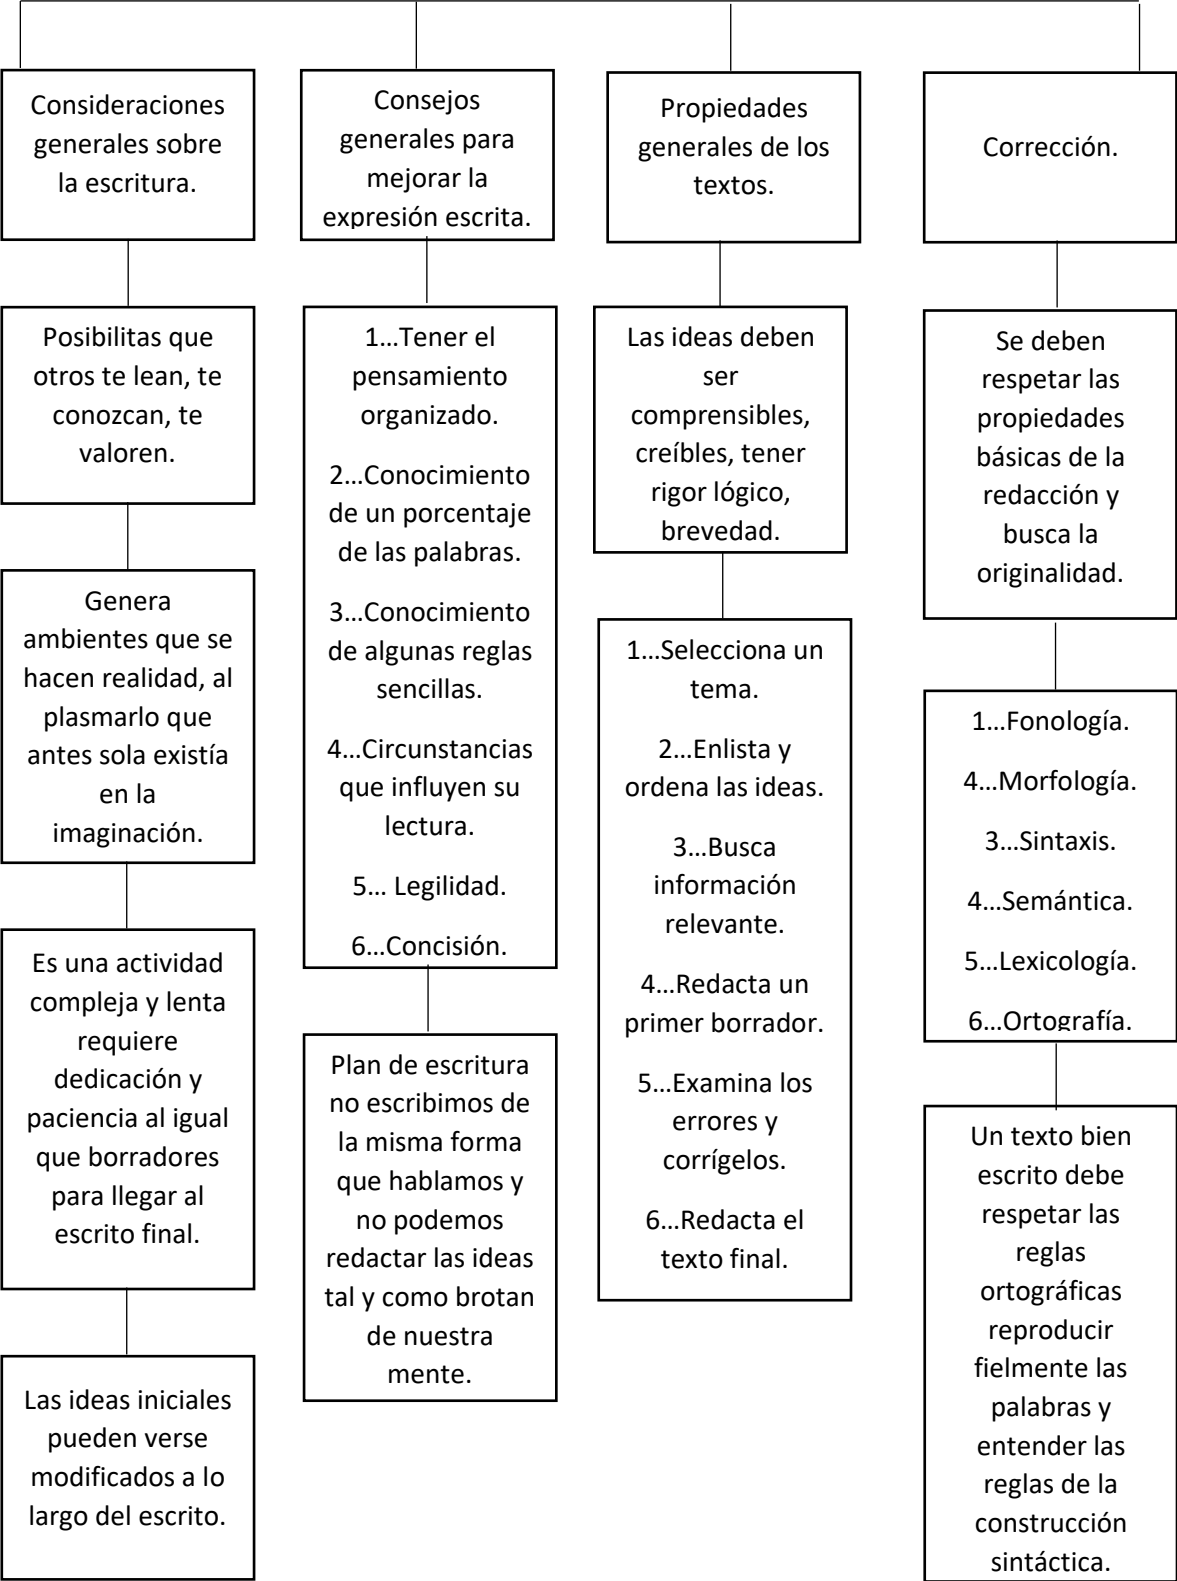 Consideraciones
generales sobre
la escritura.
Posibilitas que
otros te lean, te
conozcan, te
valoren.
Genera
ambientes que se
hacen realidad, al
plasmarlo que
antes sola existía
en la
imaginación.
Es una actividad
compleja y lenta
requiere
dedicación y
paciencia al igual
que borradores
para llegar al
escrito final.
Las ideas iniciales
pueden verse
modificados a lo
largo del escrito.
Consejos
generales para
mejorar la
expresión escrita.
1...Tener el
pensamiento
organizado.
2...Conocimiento
de un porcentaje
de las palabras.
3...Conocimiento
de algunas reglas
sencillas.
4...Circunstancias
que influyen su
lectura.
5... Legilidad.
6...Concisión.
Plan de escritura
no escribimos de
la misma forma
que hablamos y
no podemos
redactar las ideas
tal y como brotan
de nuestra
mente.
Propiedades
generales de los
textos.
Las ideas deben
ser
comprensibles,
creíbles, tener
rigor lógico,
brevedad.
1...Selecciona un
tema.
2...Enlista y
ordena las ideas.
3...Busca
información
relevante.
4...Redacta un
primer borrador.
5...Examina los
errores y
corrígelos.
6...Redacta el
texto final.
Corrección.
Se deben
respetar las
propiedades
básicas de la
redacción y
busca la
originalidad.
1...Fonología.
4...Morfología.
3...Sintaxis.
4...Semántica.
5...Lexicología.
6...Ortografía.
Un texto bien
escrito debe
respetar las
reglas
ortográficas
reproducir
fielmente las
palabras y
entender las
reglas de la
construcción
sintáctica.